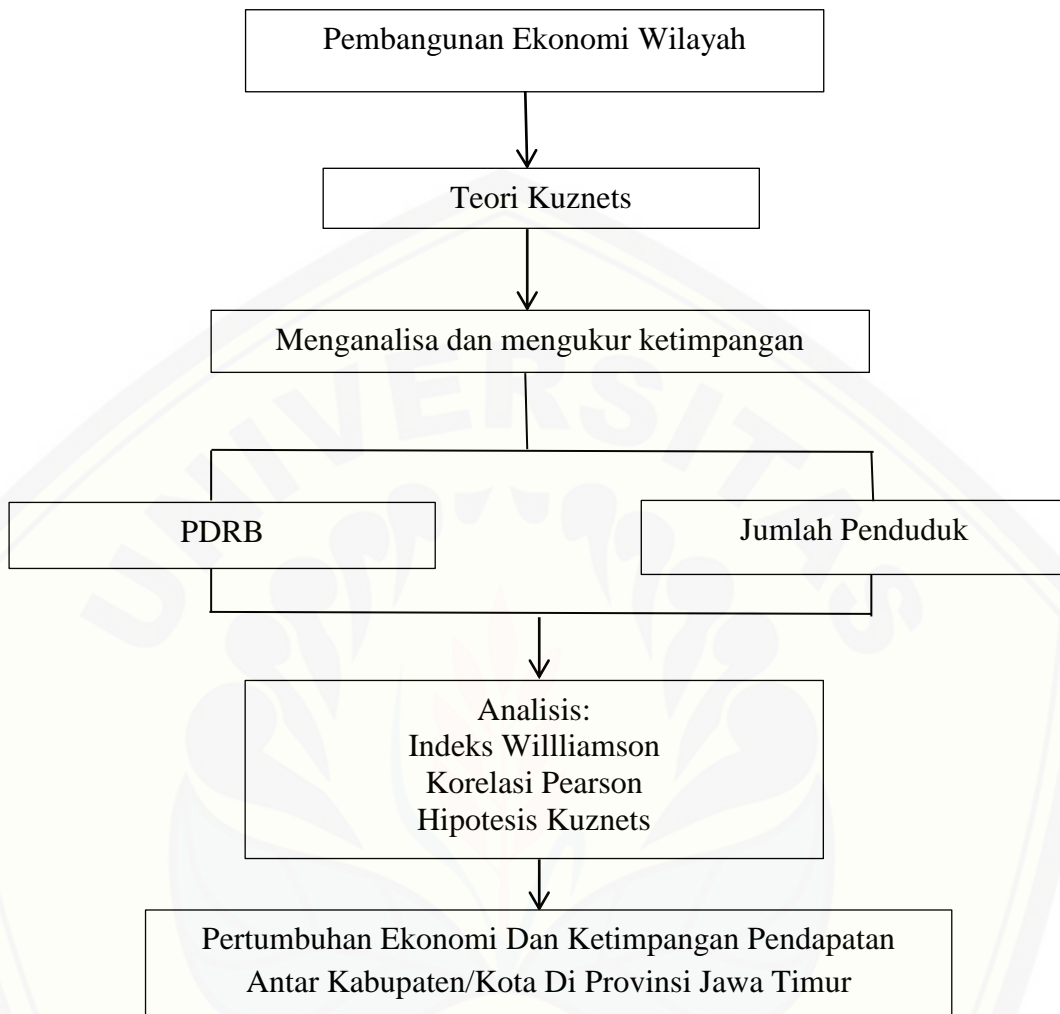 Pembangunan Ekonomi Wilayah
Teori Kuznets
Menganalisa dan mengukur ketimpangan
UNIVERSITAS
PDRB
Jumlah Penduduk
Analisis:
Indeks Willliamson
Korelasi Pearson
Hipotesis Kuznets
Pertumbuhan Ekonomi Dan Ketimpangan Pendapatan
Antar Kabupaten/Kota Di Provinsi Jawa Timur